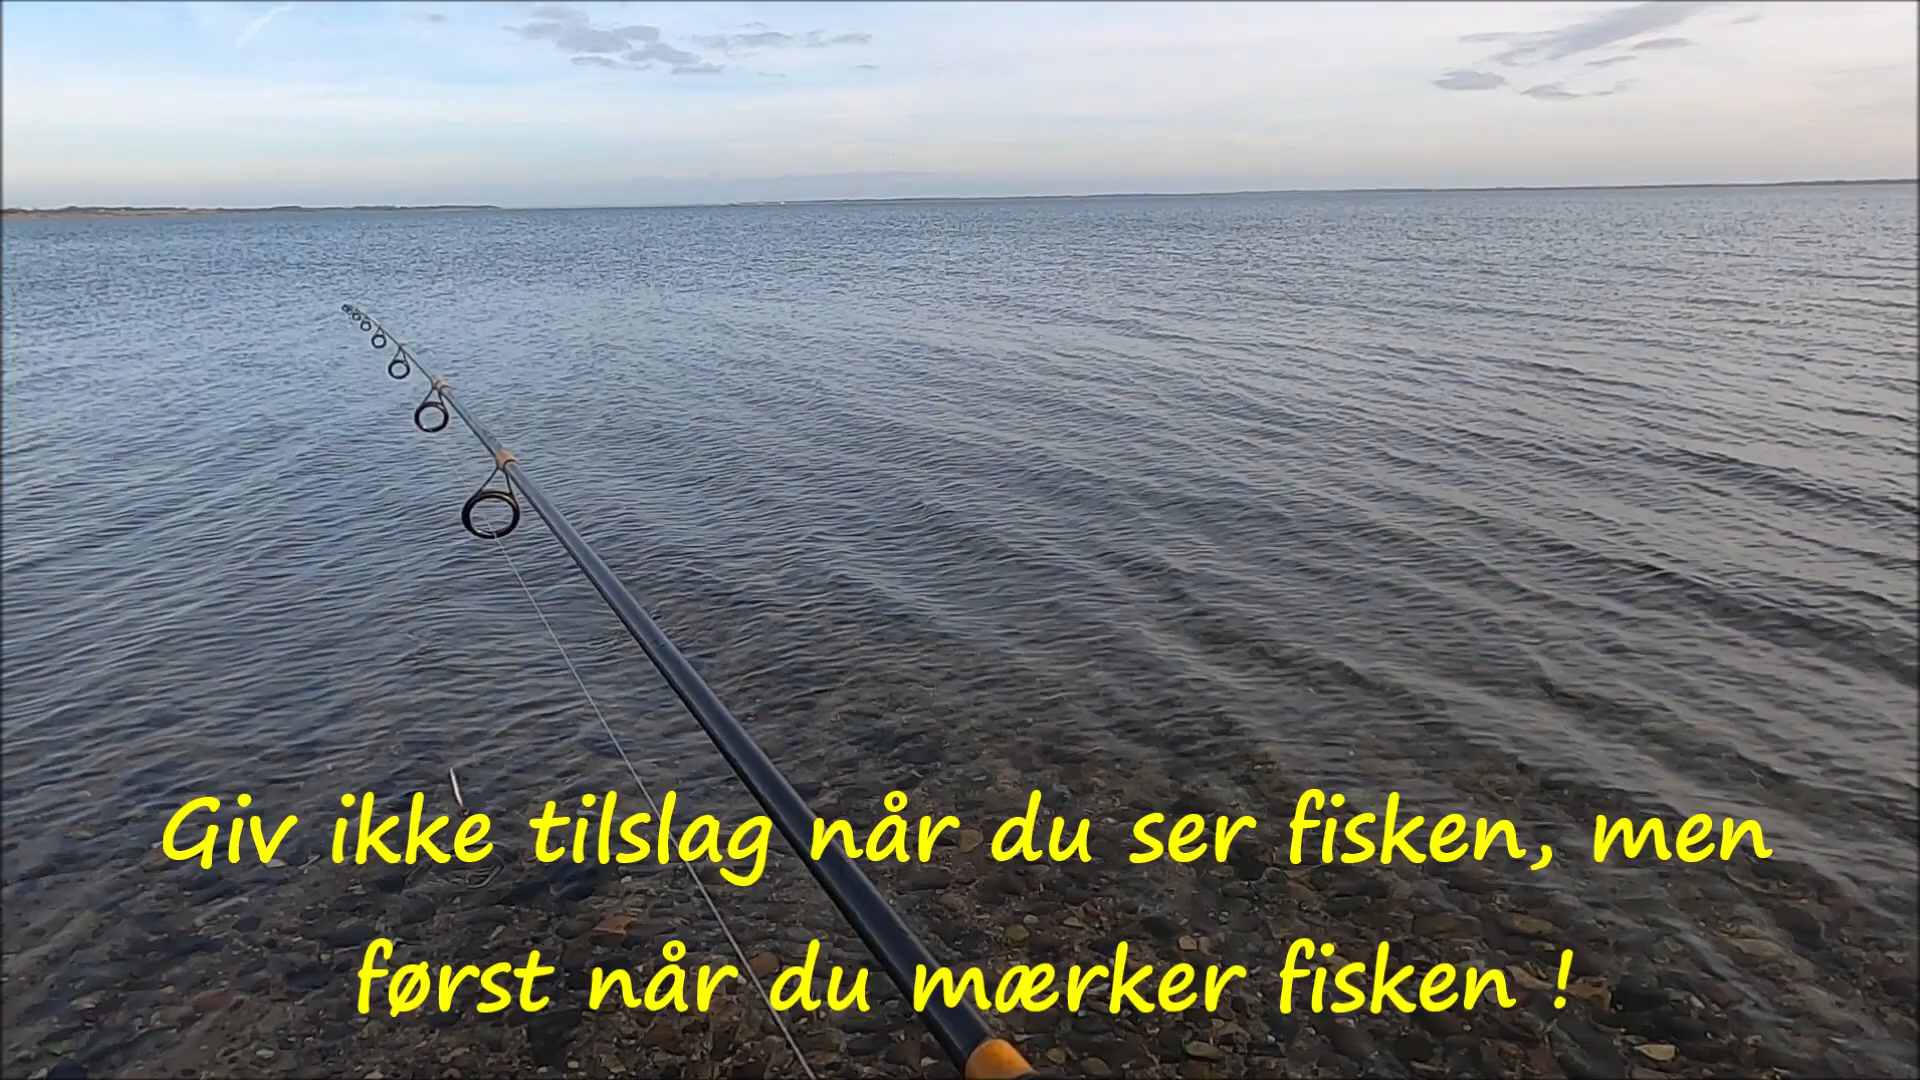 Giv ikke tilslag når du ser fisken, men
først når du mærker fisken !